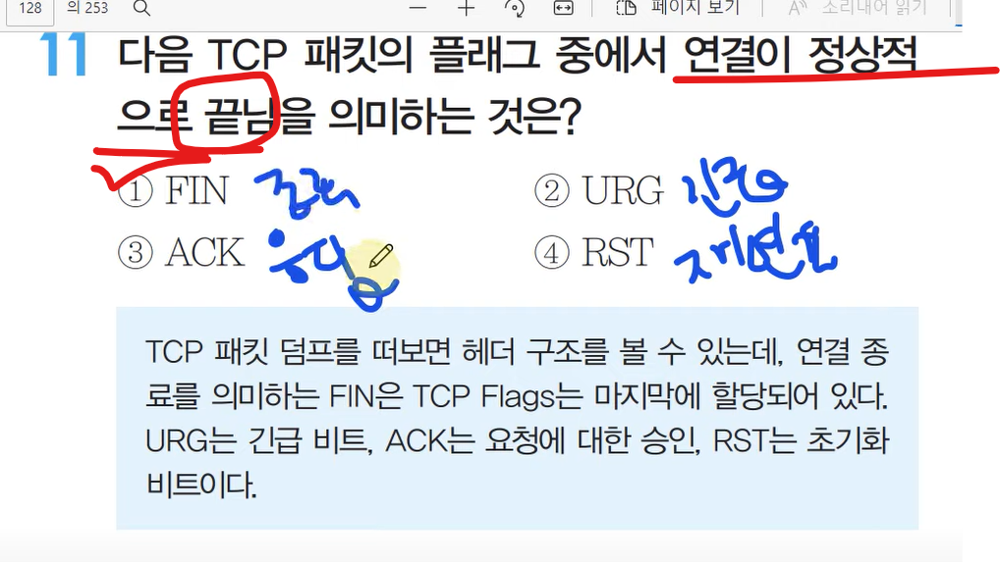 128 의 253 페이지 보기 소리내어 읽기
11 다음 TCP 패킷의 플래그 중에서 연결이 정상적
으로 끝남을 의미하는 것은?
① FIN 종료 ② URG 긴급
③ ACK 응답 ④ RST 재연결
TCP 패킷 덤프를 떠보면 헤더 구조를 볼 수 있는데, 연결 종
료를 의미하는 FIN은 TCP Flags는 마지막에 할당되어 있다.
URG는 긴급 비트, ACK는 요청에 대한 승인, RST는 초기화
비트이다.